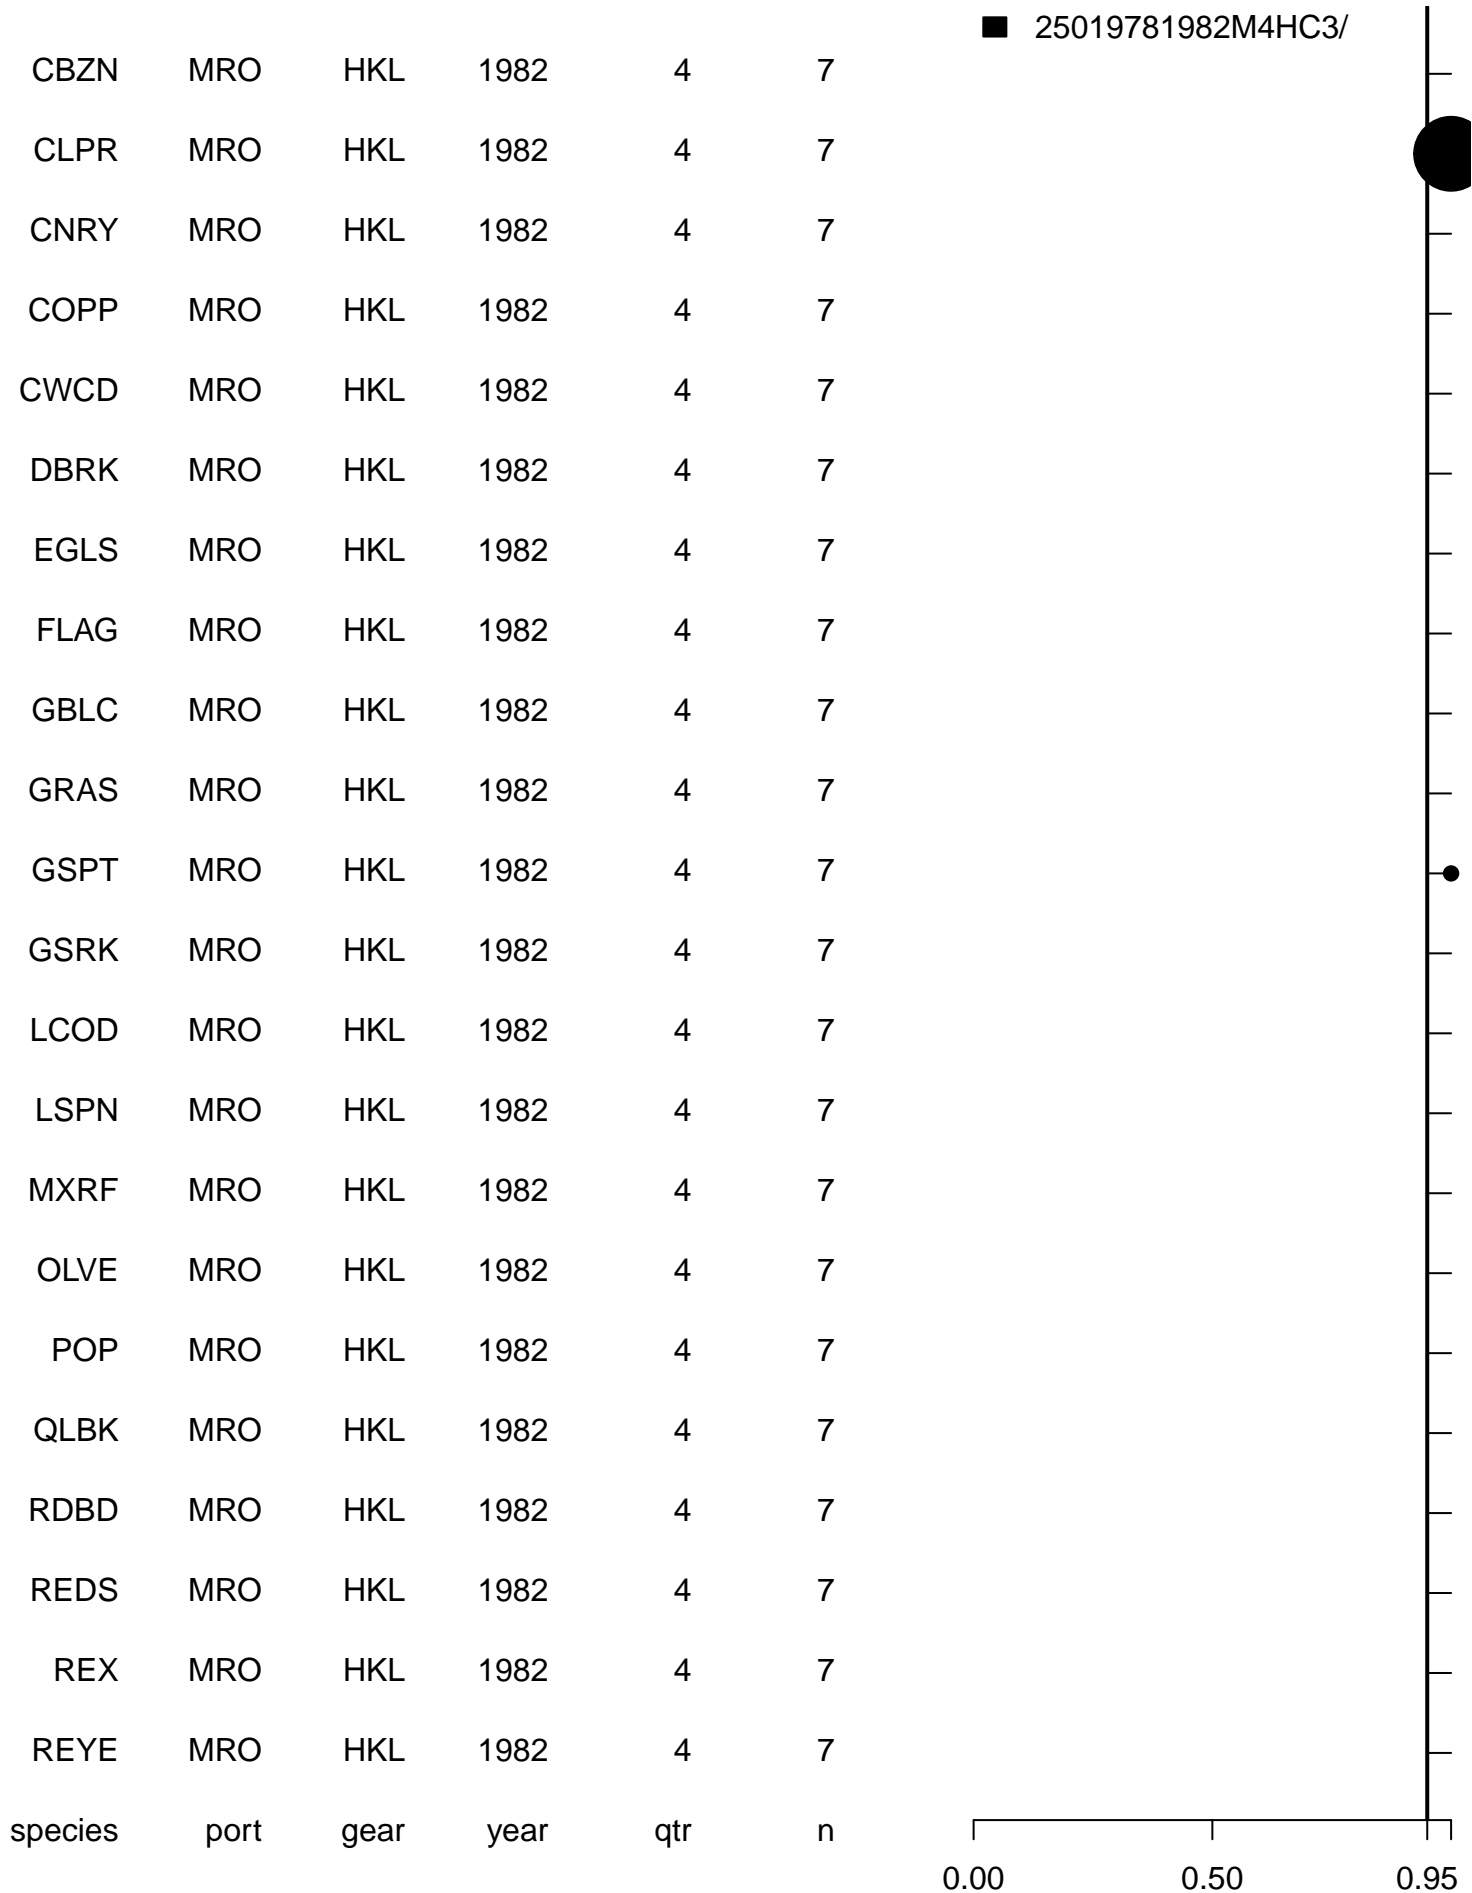 25019781982M4HC3/
CBZN MRO HKL 1982 4 7
CLPR MRO HKL 1982 4 7
CNRY MRO HKL 1982 4 7
COPP MRO HKL 1982 4 7
CWCD MRO HKL 1982 4 7
DBRK MRO HKL 1982 4 7
EGLS MRO HKL 1982 4 7
FLAG MRO HKL 1982 4 7
GBLC MRO HKL 1982 4 7
GRAS MRO HKL 1982 4 7
GSPT MRO HKL 1982 4 7
GSRK MRO HKL 1982 4 7
LCOD MRO HKL 1982 4 7
LSPN MRO HKL 1982 4 7
MXRF MRO HKL 1982 4 7
OLVE MRO HKL 1982 4 7
POP MRO HKL 1982 4 7
QLBK MRO HKL 1982 4 7
RDBD MRO HKL 1982 4 7
REDS MRO HKL 1982 4 7
REX MRO HKL 1982 4 7
REYE MRO HKL 1982 4 7
species port gear year qtr n
0.00 0.50 0.95